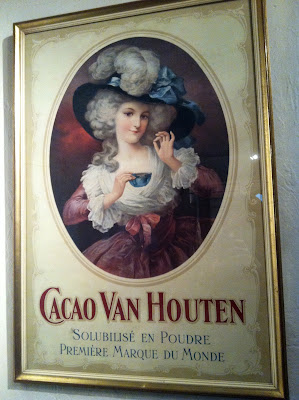 CACAO VAN HOUTEN
SOLUBILISÉ EN POUDRE
PREMIÈRE MARQUE DU MONDE